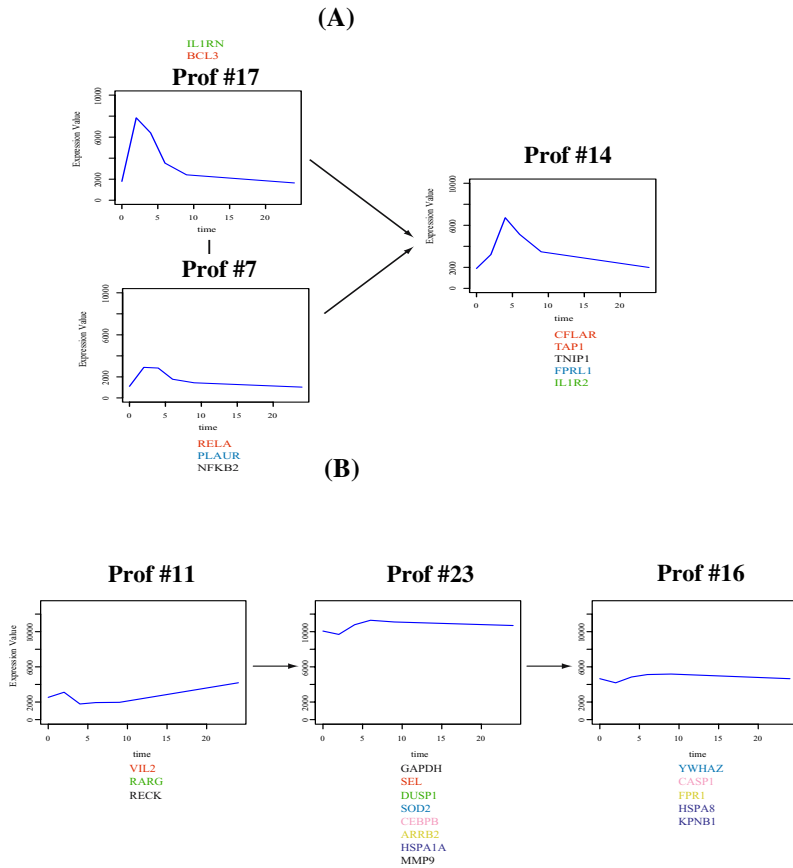 (A)
IL1RN
BCL3
Prof #17
Expression Value
10000
6000
2000
0
0 5 10 15 20
time
Prof #7
Expression Value
10000
6000
2000
0
0 5 10 15 20
time
RELA
PLAUR
NFKB2
Prof #14
Expression Value
10000
6000
2000
0
0 5 10 15 20
time
CFLAR
TAP1
TNIP1
FPRL1
IL1R2
(B)
Prof #11
Expression Value
10000
6000
2000
0
0 5 10 15 20
time
VIL2
RARG
RECK
Prof #23
10000
6000
2000
0
0 5 10 15 20
time
GAPDH
SEL
DUSP1
SOD2
CEBPB
ARRB2
HSPA1A
MMP9
Prof #16
10000
6000
2000
0
0 5 10 15 20
time
YWHAZ
CASP1
FPR1
HSPA8
KPNB1